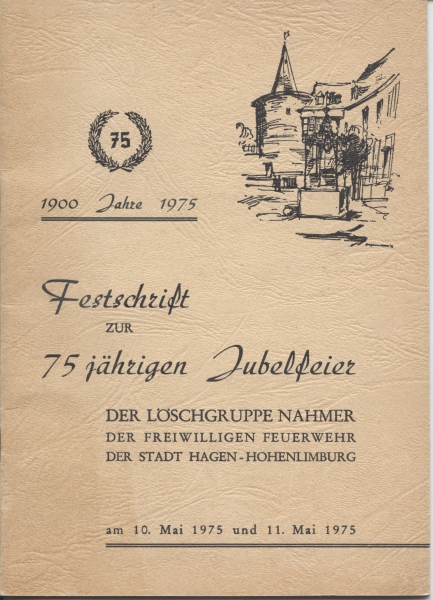 75
1900 Jahre 1975
Festschrift
ZUR
75 jährigen Jubelfeier
DER LÖSCHGRUPPE NAHMER
DER FREIWILLIGEN FEUERWEHR
DER STADT HAGEN-HOHENLIMBURG
am 10. Mai 1975 und 11. Mai 1975